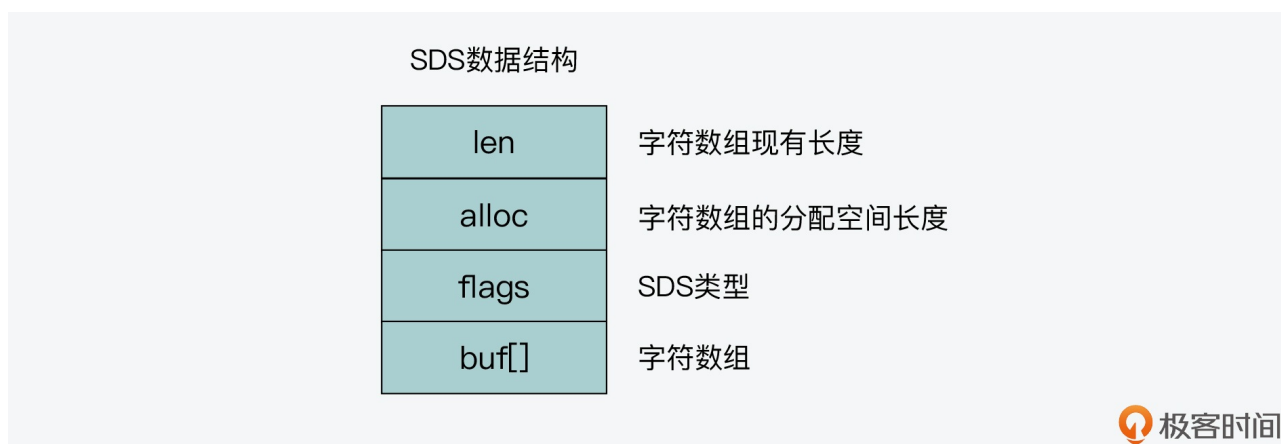 SDS数据结构
len 字符数组现有长度
alloc 字符数组的分配空间长度
flags SDS类型
buf[] 字符数组
极客时间